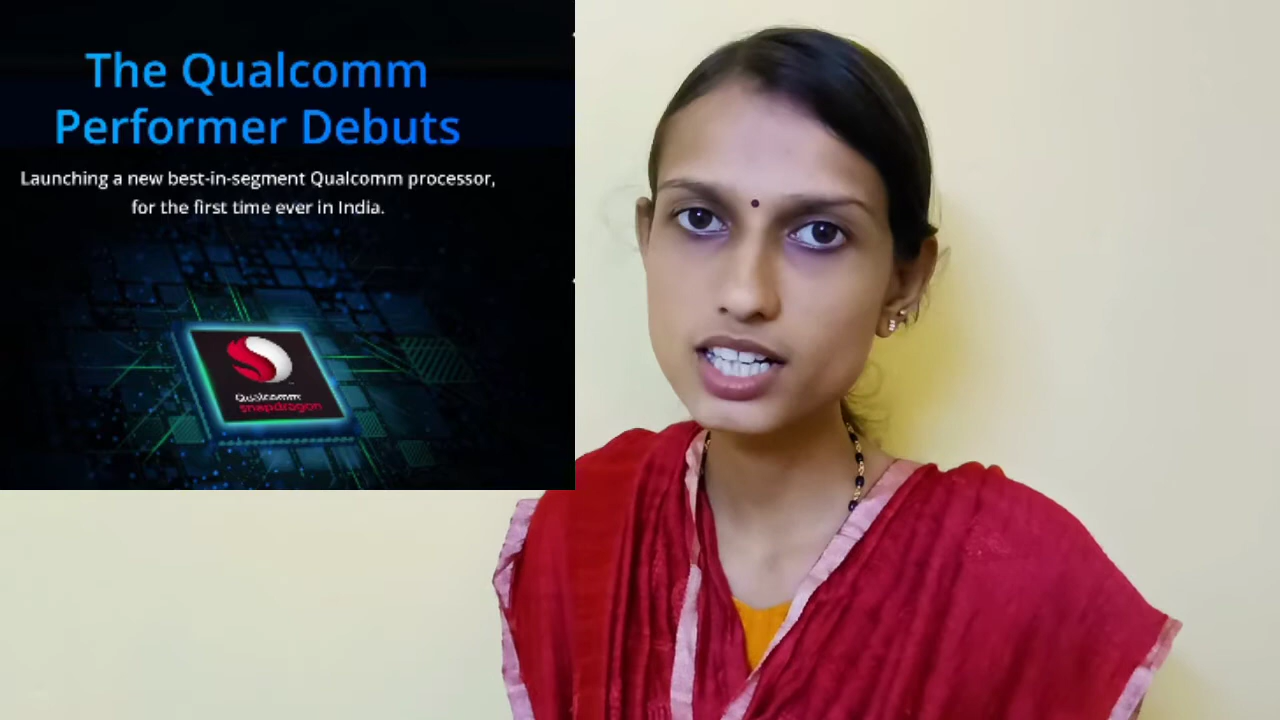 The Qualcomm
Performer Debuts
Launching a new best-in-segment Qualcomm processor,
for the first time ever in India.
Qualcomm
snapdragon